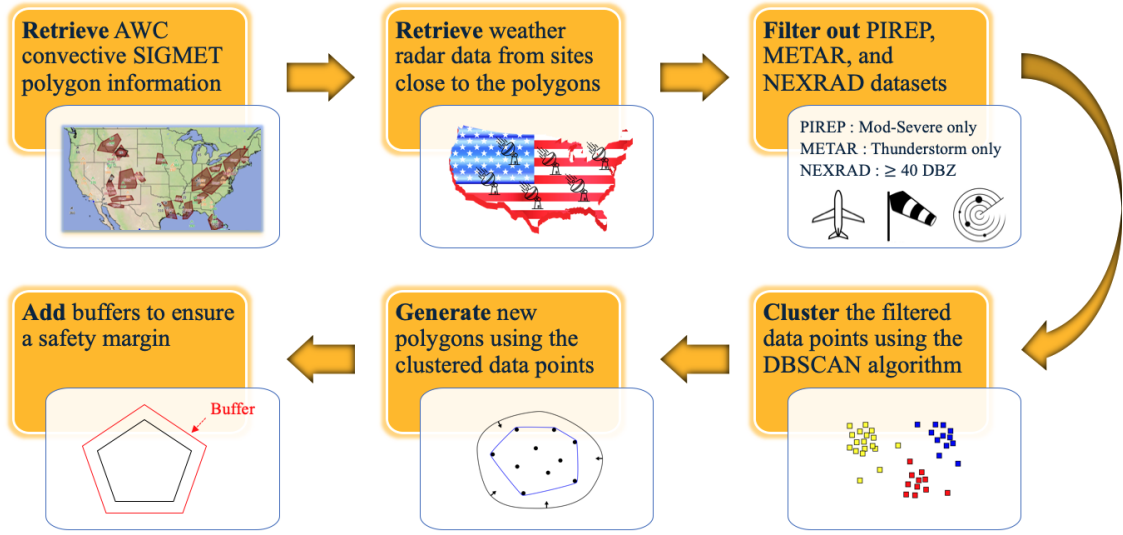 Retrieve AWC
convective SIGMET
polygon information
Retrieve weather
radar data from sites
close to the polygons
Filter out PIREP,
METAR, and
NEXRAD datasets
PIREP : Mod-Severe only
METAR : Thunderstorm only
NEXRAD : ≥ 40 DBZ
Cluster the filtered
data points using the
DBSCAN algorithm
Generate new
polygons using the
clustered data points
Add buffers to ensure
a safety margin
Buffer